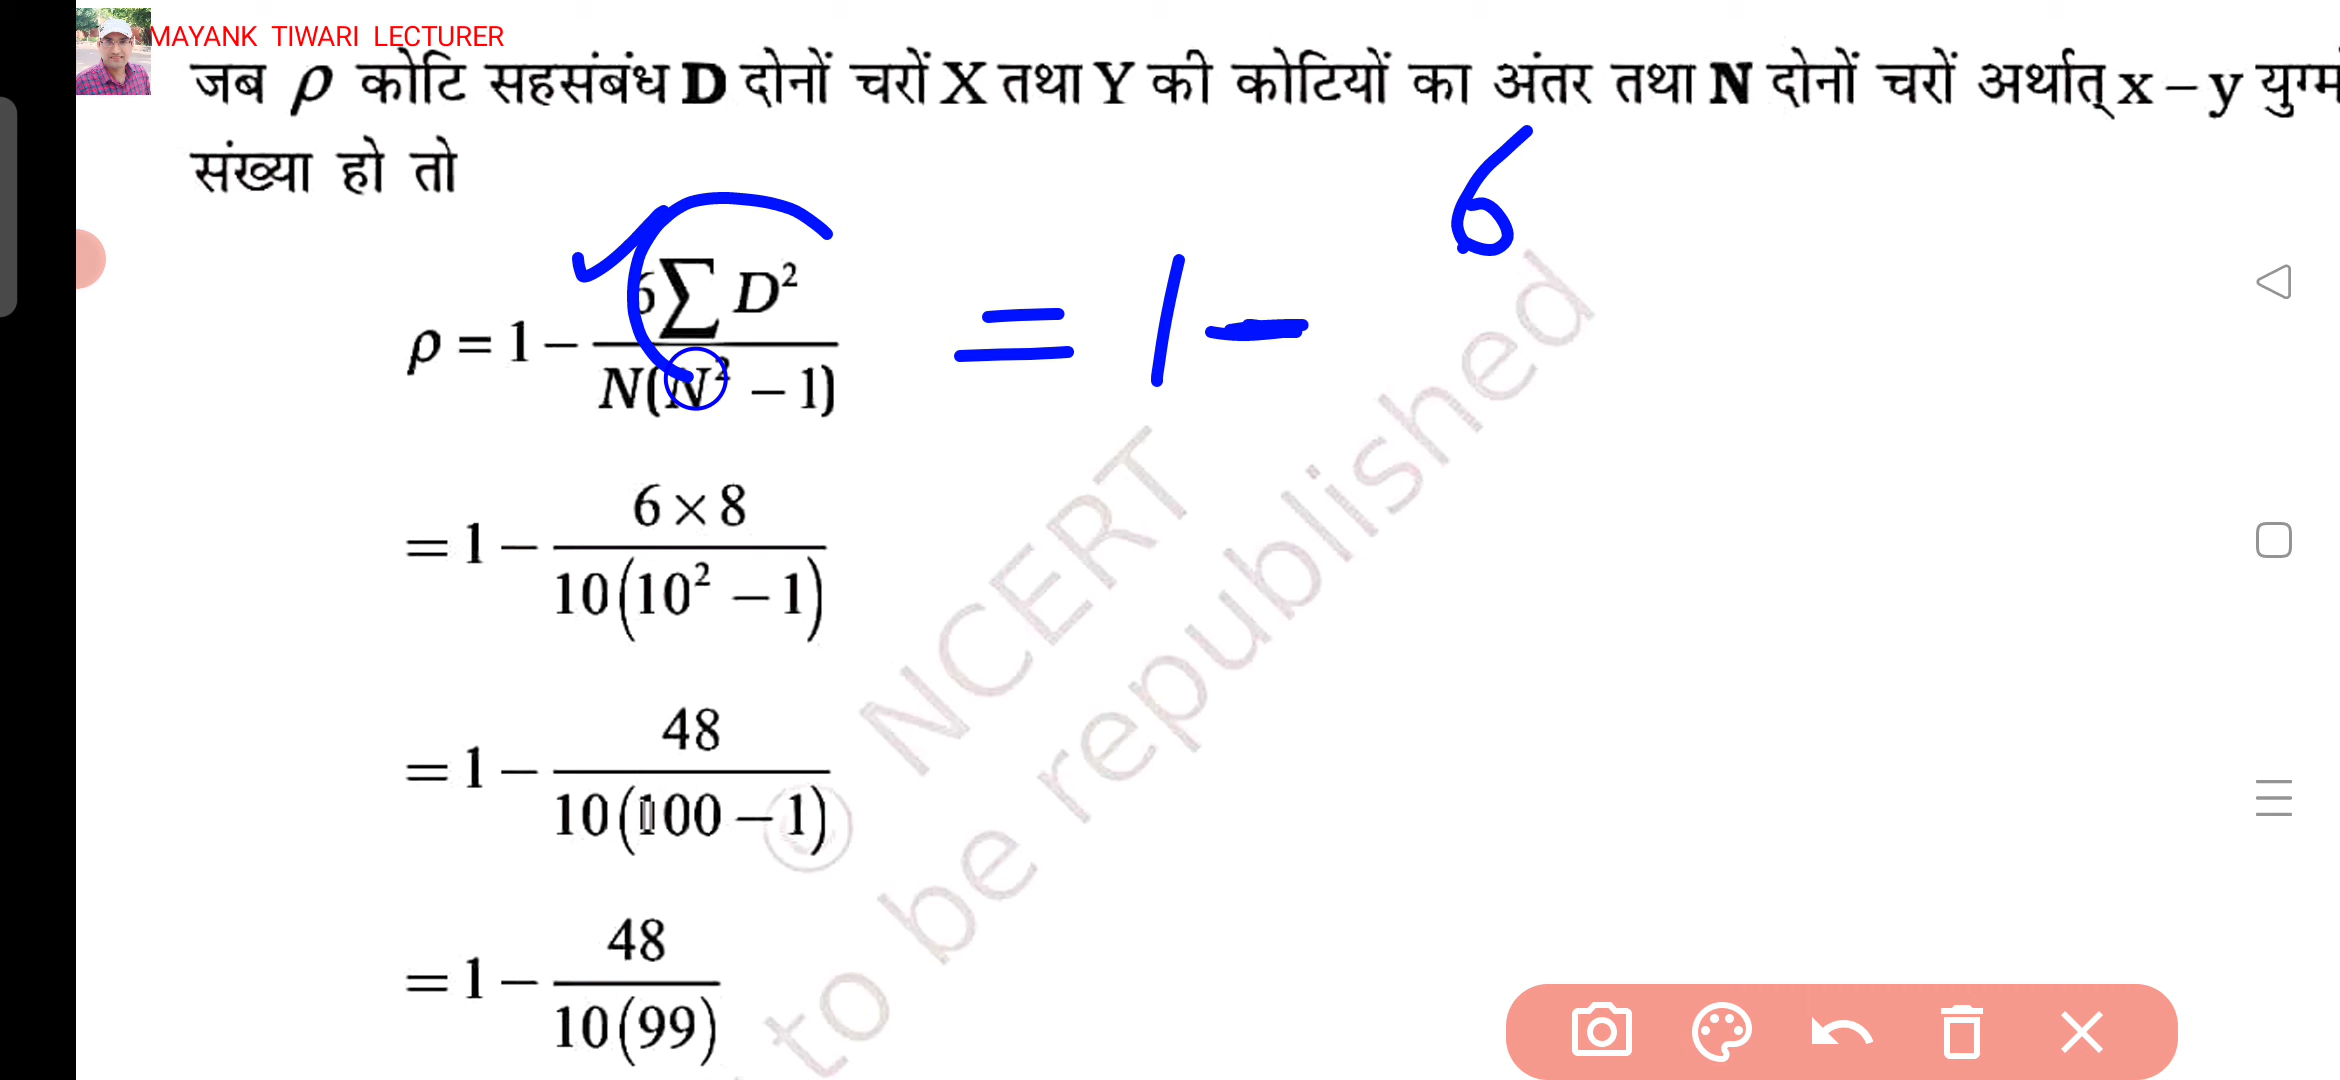 MAYANK TIWARI LECTURER
जब ρ कोटि सहसंबंध D दोनों चरों X तथा Y की कोटियों का अंतर तथा N दोनों चरों अर्थात् x – y युग्म
संख्या हो तो
ρ = 1 − 6∑D² / N(N² − 1) = 1 − 6
= 1 − 6 × 8 / 10(10² − 1)
= 1 − 48 / 10(100 − 1)
= 1 − 48 / 10(99)
© NCERT
to be republished